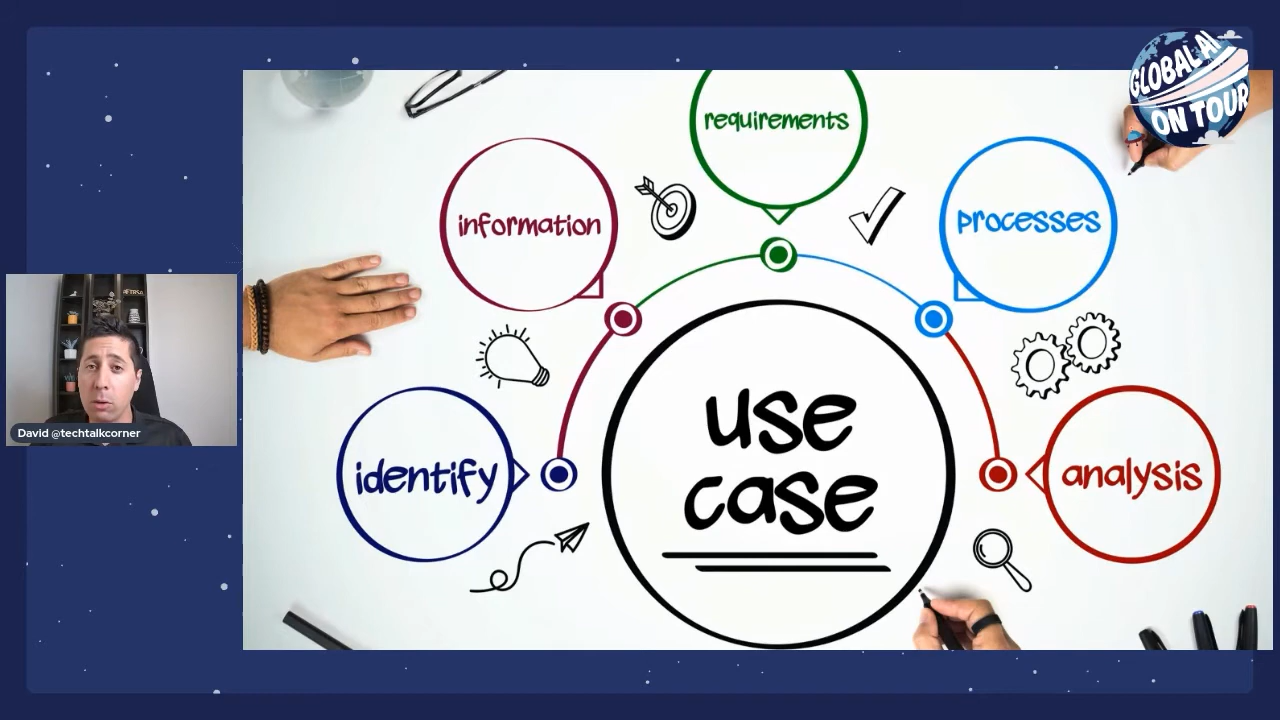 GLOBAL AI
ON TOUR
requirements
information
processes
use
case
identify
analysis
David @techtalkcorner